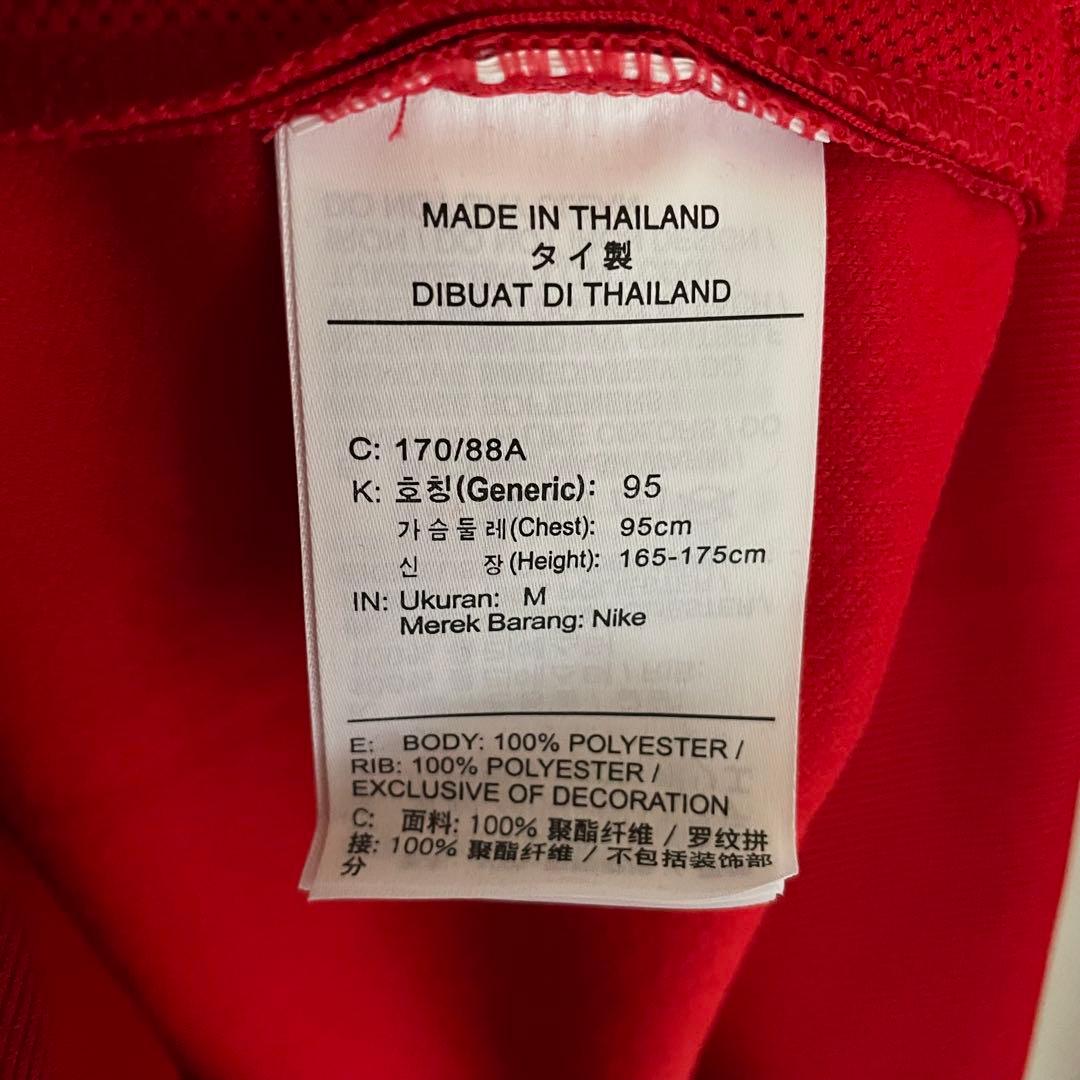 MADE IN THAILAND
タイ製
DIBUAT DI THAILAND
C: 170/88A
K: 호칭(Generic): 95
가슴둘레(Chest): 95cm
신 장(Height): 165-175cm
IN: Ukuran: M
Merek Barang: Nike
E: BODY: 100% POLYESTER /
RIB: 100% POLYESTER /
EXCLUSIVE OF DECORATION
C: 面料: 100% 聚酯纤维 / 罗纹拼
接: 100% 聚酯纤维 / 不包括装饰部
分